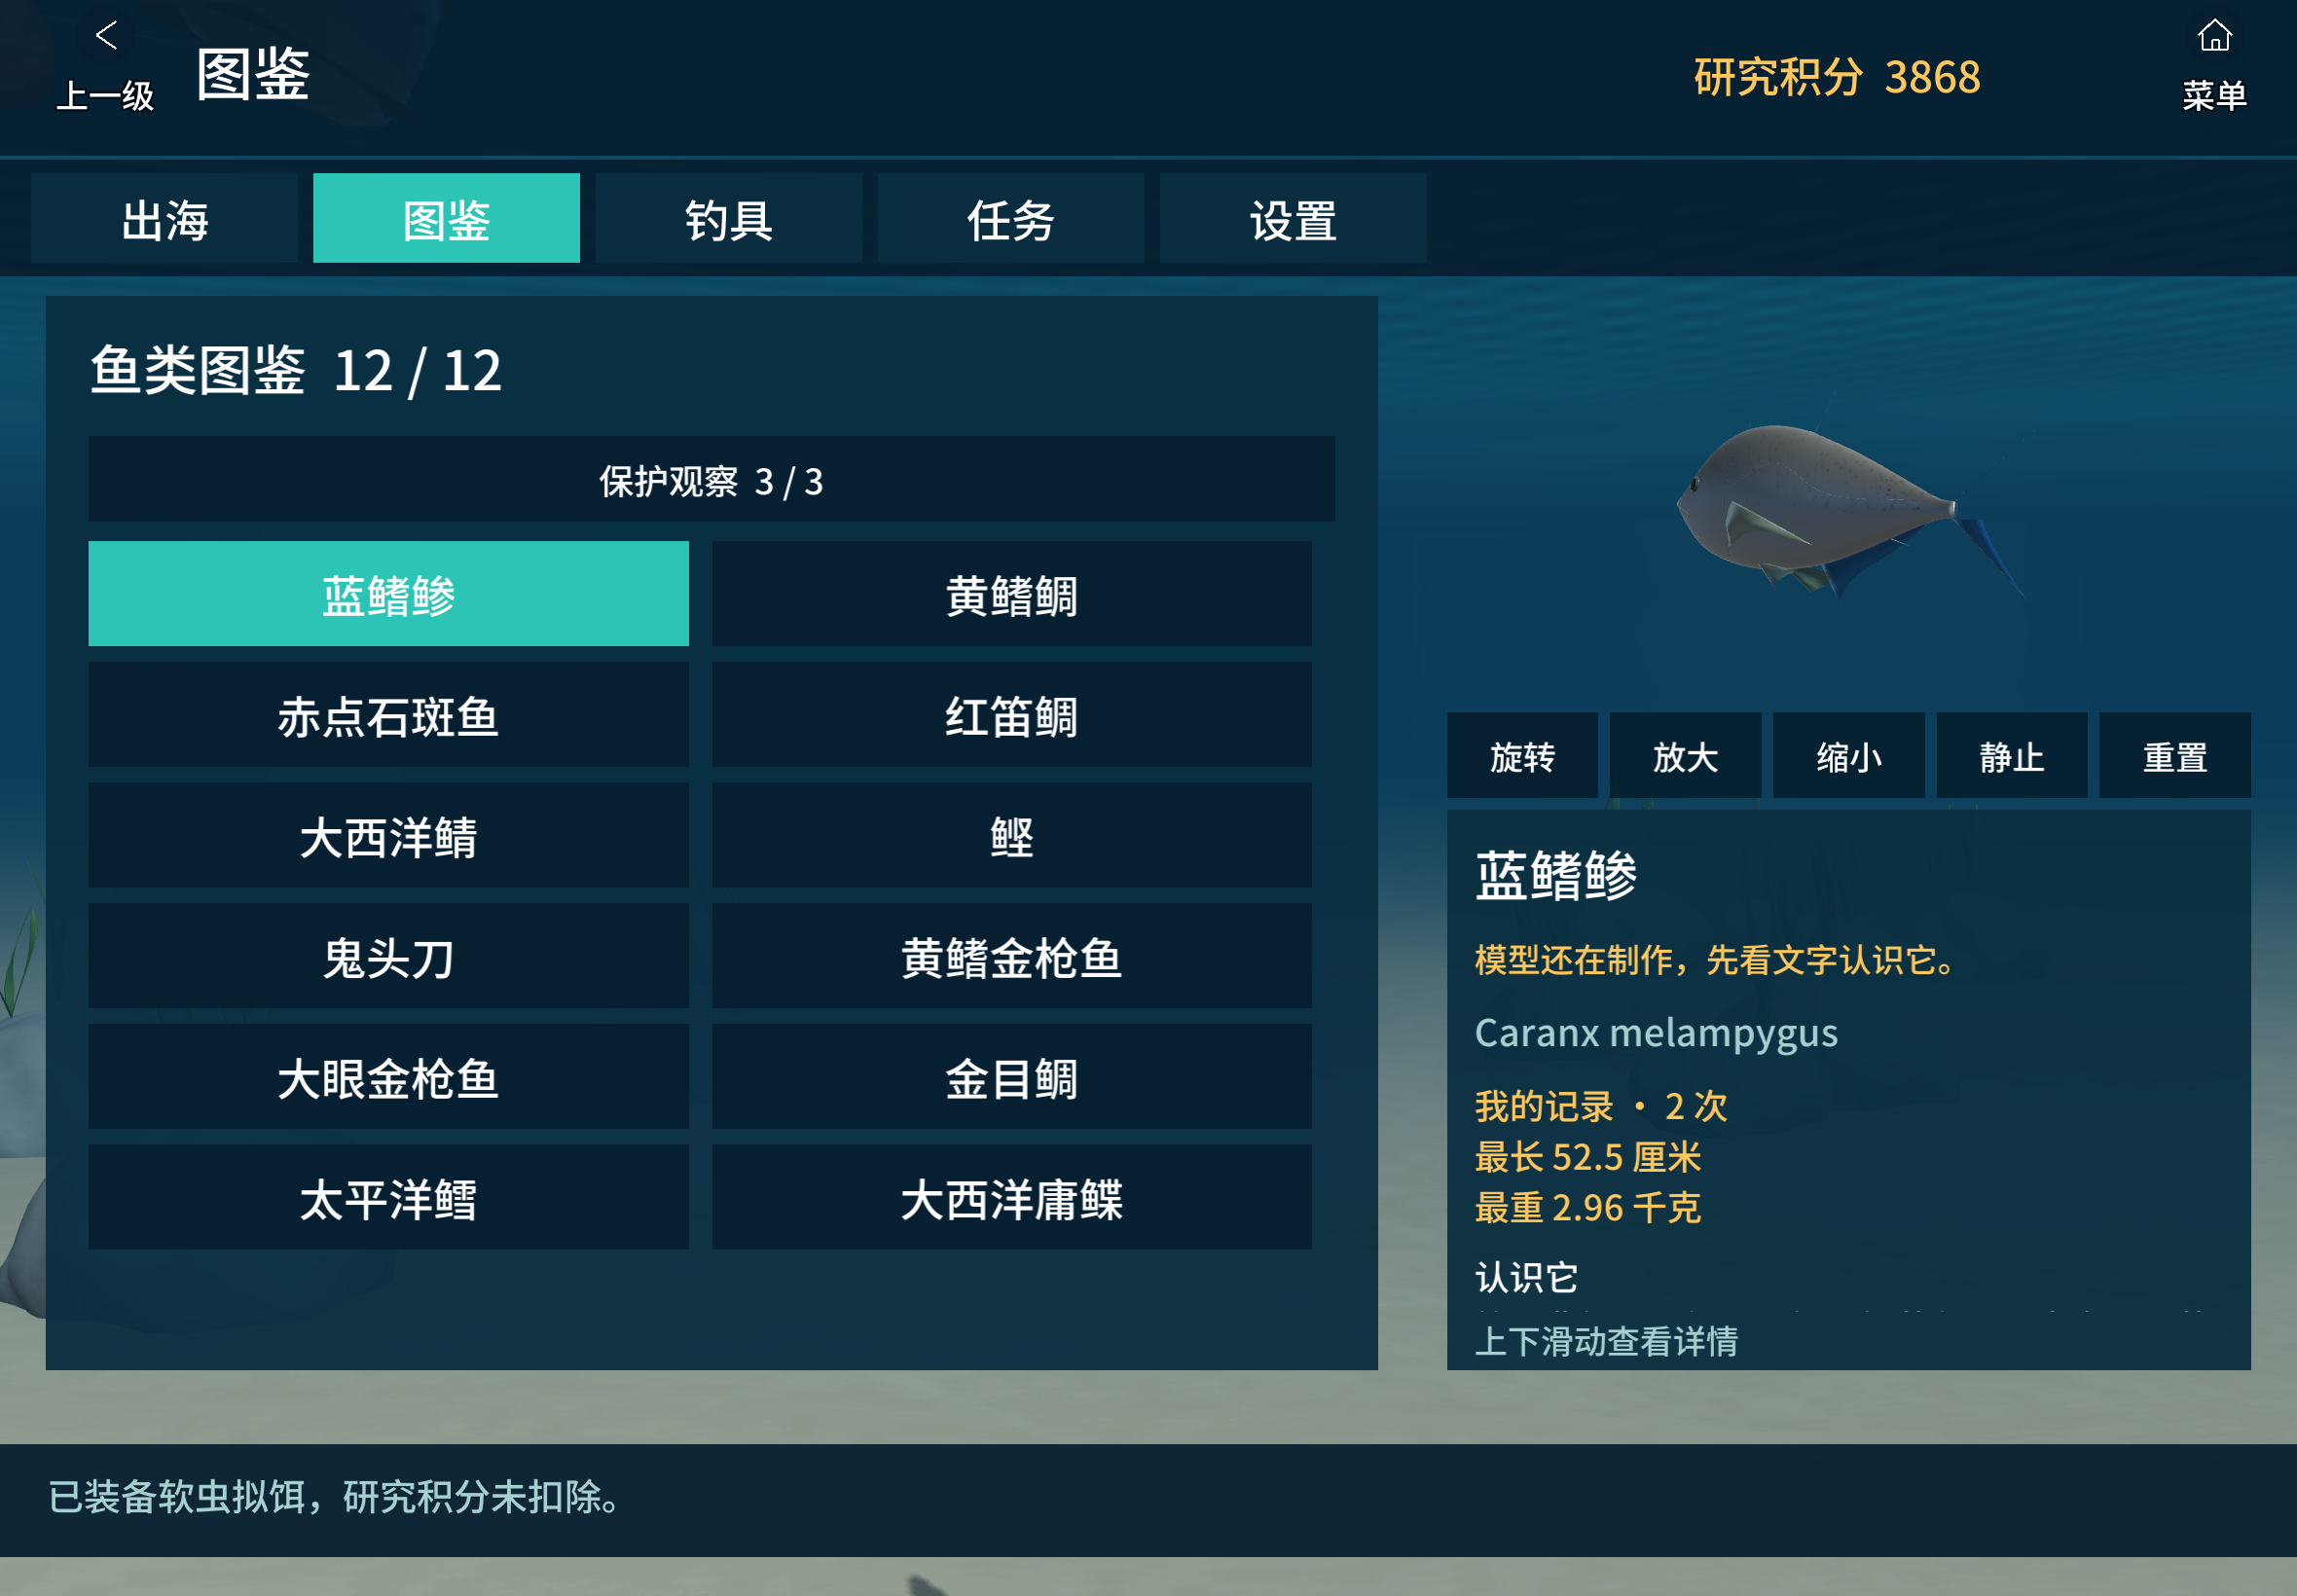 上一级
图鉴
研究积分 3868
菜单
出海
图鉴
钓具
任务
设置
鱼类图鉴 12 / 12
保护观察 3 / 3
蓝鳍鲹
黄鳍鲷
赤点石斑鱼
红笛鲷
大西洋鲭
鲣
鬼头刀
黄鳍金枪鱼
大眼金枪鱼
金目鲷
太平洋鳕
大西洋庸鲽
旋转
放大
缩小
静止
重置
蓝鳍鲹
模型还在制作，先看文字认识它。
Caranx melampygus
我的记录 · 2 次
最长 52.5 厘米
最重 2.96 千克
认识它
上下滑动查看详情
已装备软虫拟饵，研究积分未扣除。